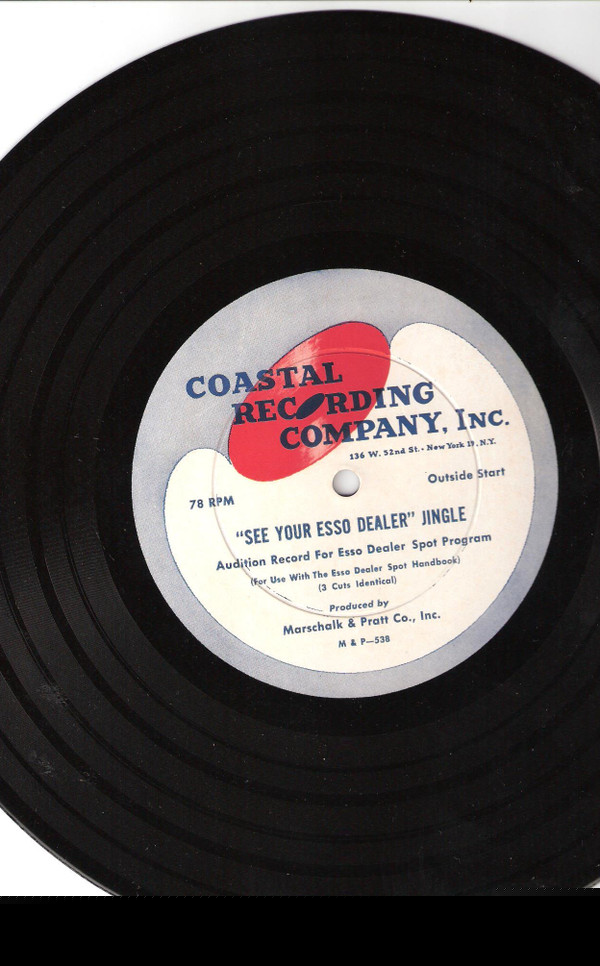 COASTAL
RECORDING
COMPANY, INC.
136 W. 52nd St. • New York 19, N.Y.
Outside Start
78 RPM
"SEE YOUR ESSO DEALER" JINGLE
Audition Record For Esso Dealer Spot Program
(For Use With The Esso Dealer Spot Handbook)
(3 Cuts Identical)
Produced by
Marschalk & Pratt Co., Inc.
M & P—538